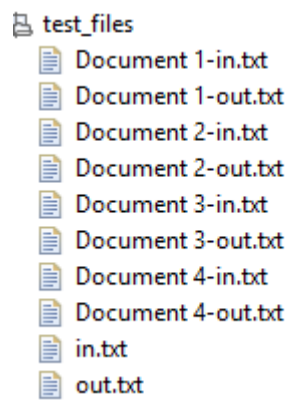 test_files
Document 1-in.txt
Document 1-out.txt
Document 2-in.txt
Document 2-out.txt
Document 3-in.txt
Document 3-out.txt
Document 4-in.txt
Document 4-out.txt
in.txt
out.txt